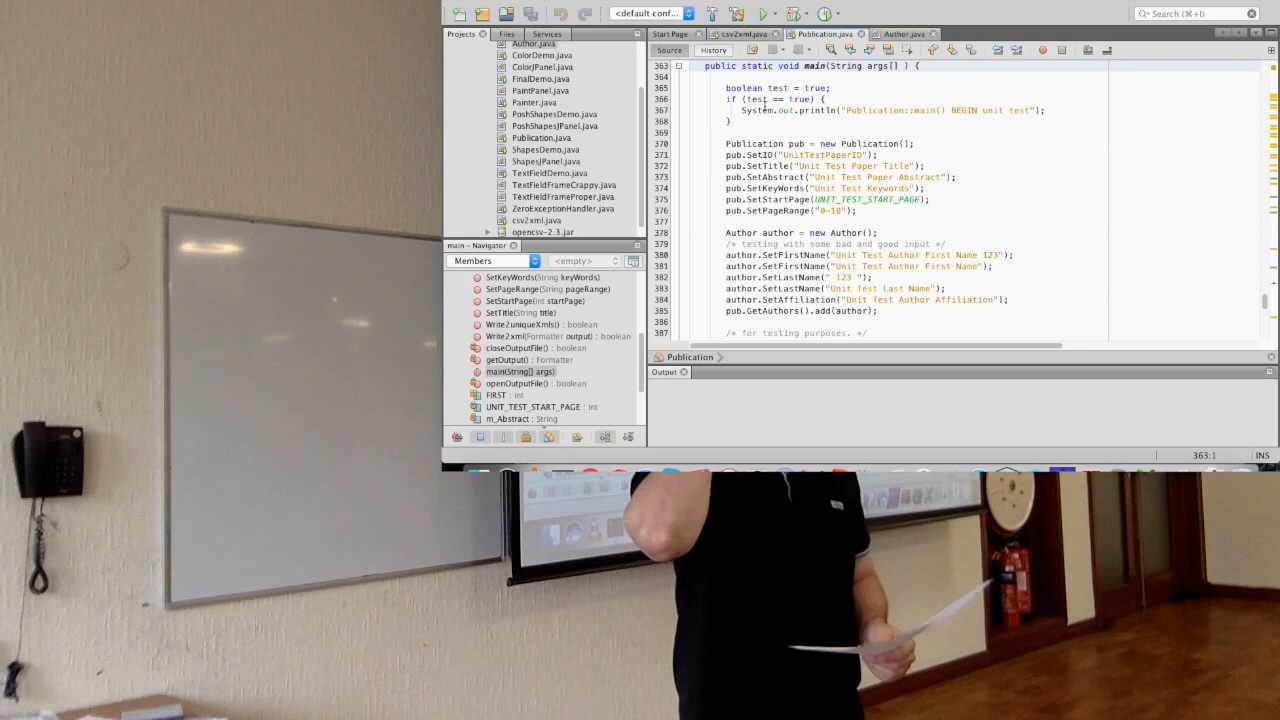 <default conf...
Search (⌘+I)
Projects
Files
Services
Start Page
csv2xml.java
Publication.java
Author.java
Source
History
Author.java
ColorDemo.java
ColorJPanel.java
FinalDemo.java
PaintPanel.java
Painter.java
PoshShapesDemo.java
PoshShapesJPanel.java
Publication.java
ShapesDemo.java
ShapesJPanel.java
TextFieldDemo.java
TextFieldFrameCrappy.java
TextFieldFrameProper.java
ZeroExceptionHandler.java
csv2xml.java
opencsv-2.3.jar
main - Navigator
Members
<empty>
SetKeyWords(String keyWords)
SetPageRange(String pageRange)
SetStartPage(int startPage)
SetTitle(String title)
Write2uniqueXmls() : boolean
Write2xml(Formatter output) : boolean
closeOutputFile() : boolean
getOutput() : Formatter
main(String[] args)
openOutputFile() : boolean
FIRST : int
UNIT_TEST_START_PAGE : int
m_Abstract : String
363 public static void main(String args[] ) {
364
365 boolean test = true;
366 if (test == true) {
367 System.out.println("Publication::main() BEGIN unit test");
368 }
369
370 Publication pub = new Publication();
371 pub.SetID("UnitTestPaperID");
372 pub.SetTitle("Unit Test Paper Title");
373 pub.SetAbstract("Unit Test Paper Abstract");
374 pub.SetKeyWords("Unit Test Keywords");
375 pub.SetStartPage(UNIT_TEST_START_PAGE);
376 pub.SetPageRange("0-10");
377
378 Author author = new Author();
379 /* testing with some bad and good input */
380 author.SetFirstName("Unit Test Author First Name 123");
381 author.SetFirstName("Unit Test Author First Name");
382 author.SetLastName(" 123 ");
383 author.SetLastName("Unit Test Last Name");
384 author.SetAffiliation("Unit Test Author Affiliation");
385 pub.GetAuthors().add(author);
386
387 /* for testing purposes. */
Publication
Output
363:1
INS